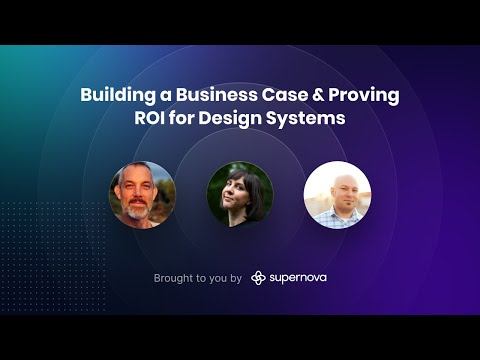 Building a Business Case & Proving
ROI for Design Systems
Brought to you by supernova